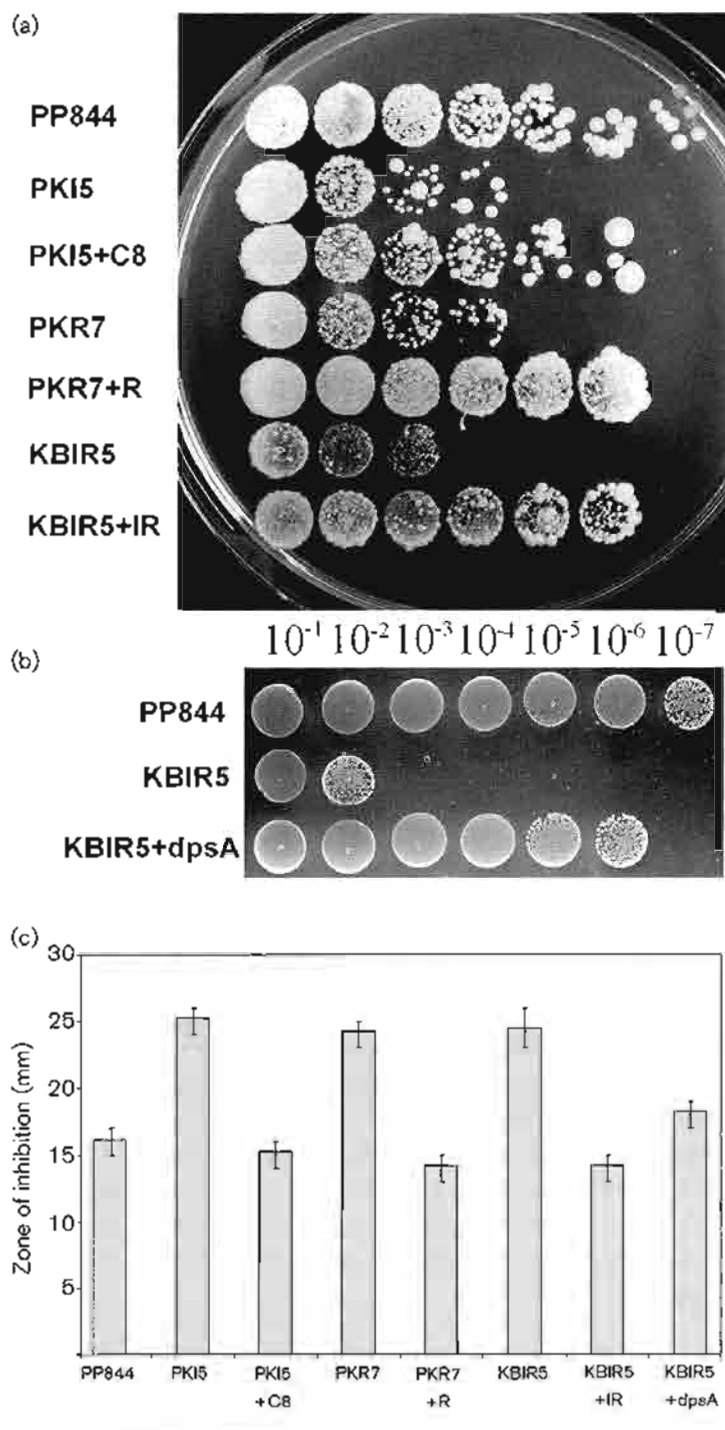 (a)
PP844
PKI5
PKI5+C8
PKR7
PKR7+R
KBIR5
KBIR5+IR
10-1 10-2 10-3 10-4 10-5 10-6 10-7
(b)
PP844
KBIR5
KBIR5+dpsA
(c)
Zone of inhibition (mm)
30
25
20
15
10
5
PP844 PKI5 PKI5 +C8 PKR7 PKR7 +R KBIR5 KBIR5 +IR KBIR5 +dpsA